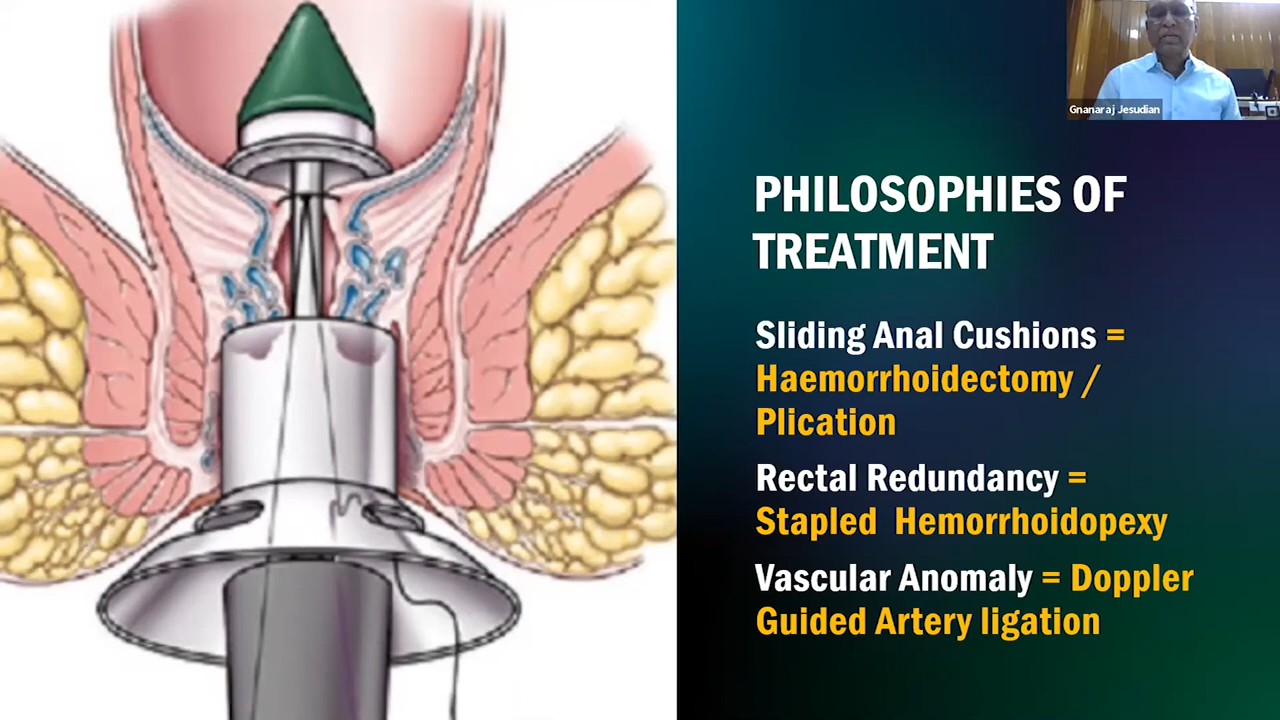 Gnanaraj Jesudian
PHILOSOPHIES OF
TREATMENT
Sliding Anal Cushions =
Haemorrhoidectomy /
Plication
Rectal Redundancy =
Stapled Hemorrhoidopexy
Vascular Anomaly = Doppler
Guided Artery ligation